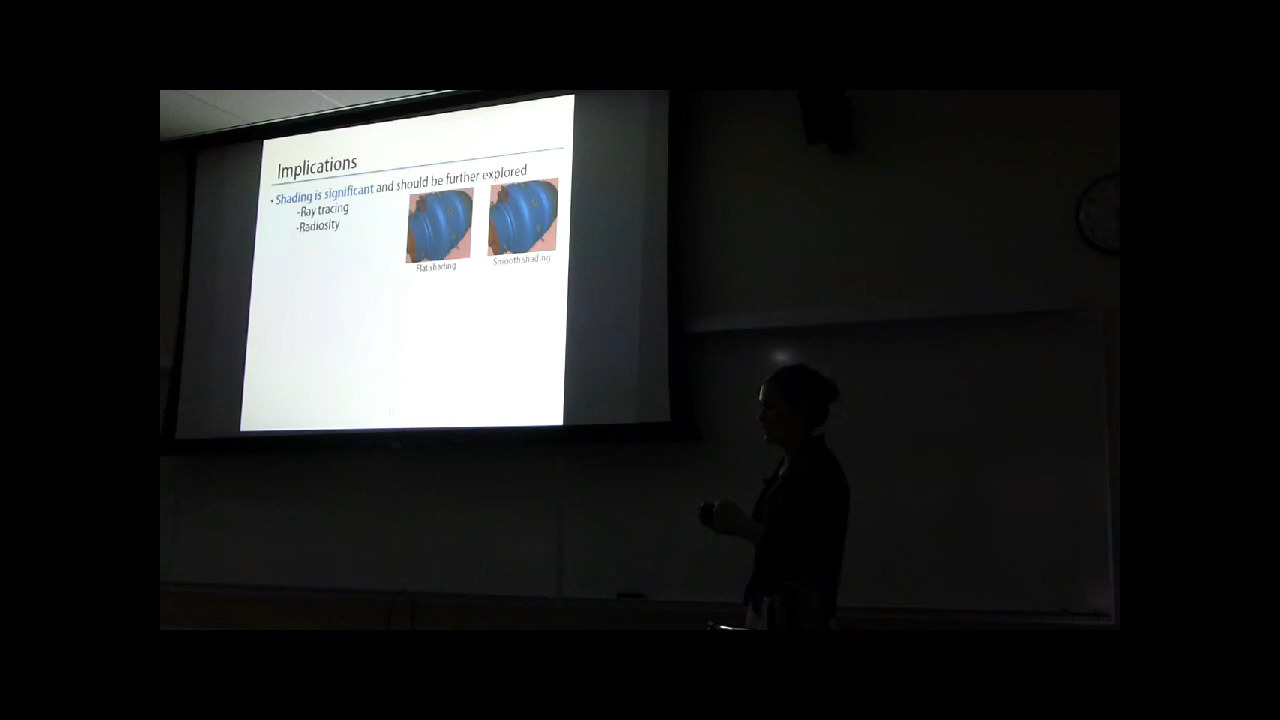 Implications
• Shading is significant and should be further explored
-Ray tracing
-Radiosity
Flat shading
Smooth shading